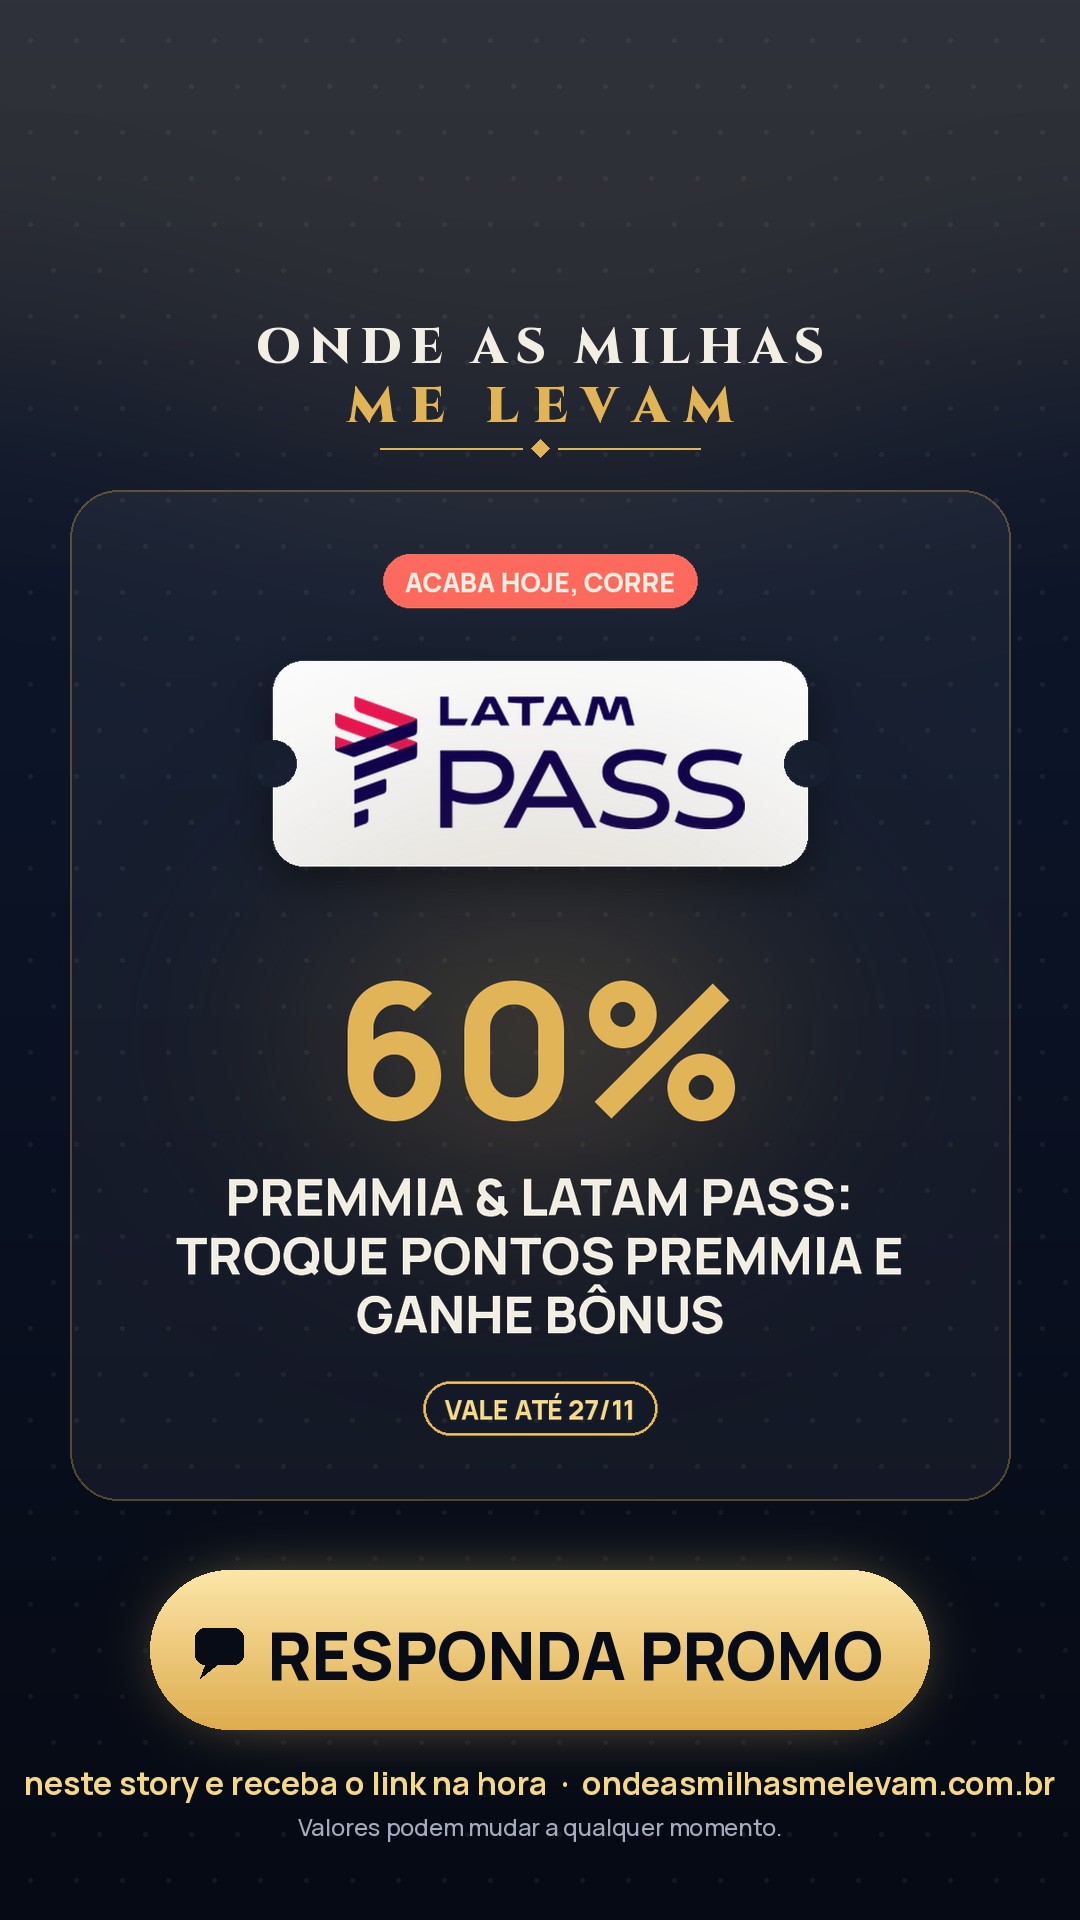 ONDE AS MILHAS
ME LEVAM
ACABA HOJE, CORRE
LATAM
PASS
60%
PREMMIA & LATAM PASS:
TROQUE PONTOS PREMMIA E
GANHE BÔNUS
VALE ATÉ 27/11
RESPONDA PROMO
neste story e receba o link na hora · ondeasmilhasmelevam.com.br
Valores podem mudar a qualquer momento.